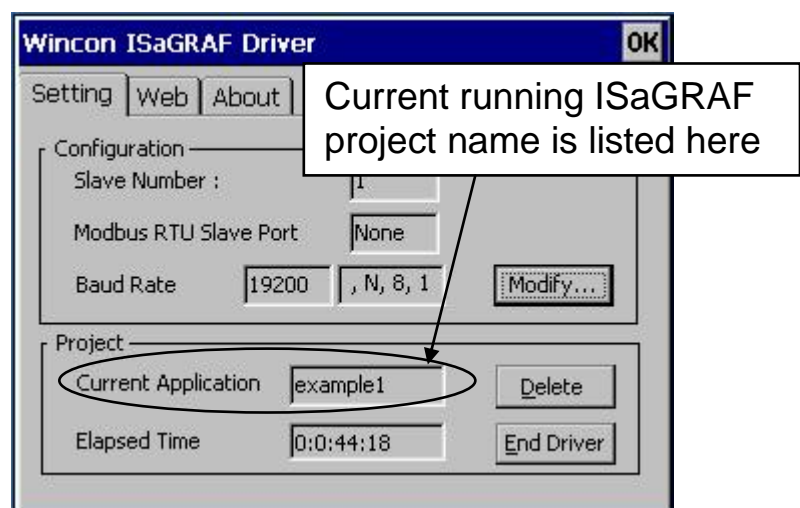 Wincon ISaGRAF Driver OK
Setting Web About
Current running ISaGRAF
project name is listed here
Configuration
Slave Number : 1
Modbus RTU Slave Port None
Baud Rate 19200 , N, 8, 1 Modify...
Project
Current Application example1 Delete
Elapsed Time 0:0:44:18 End Driver